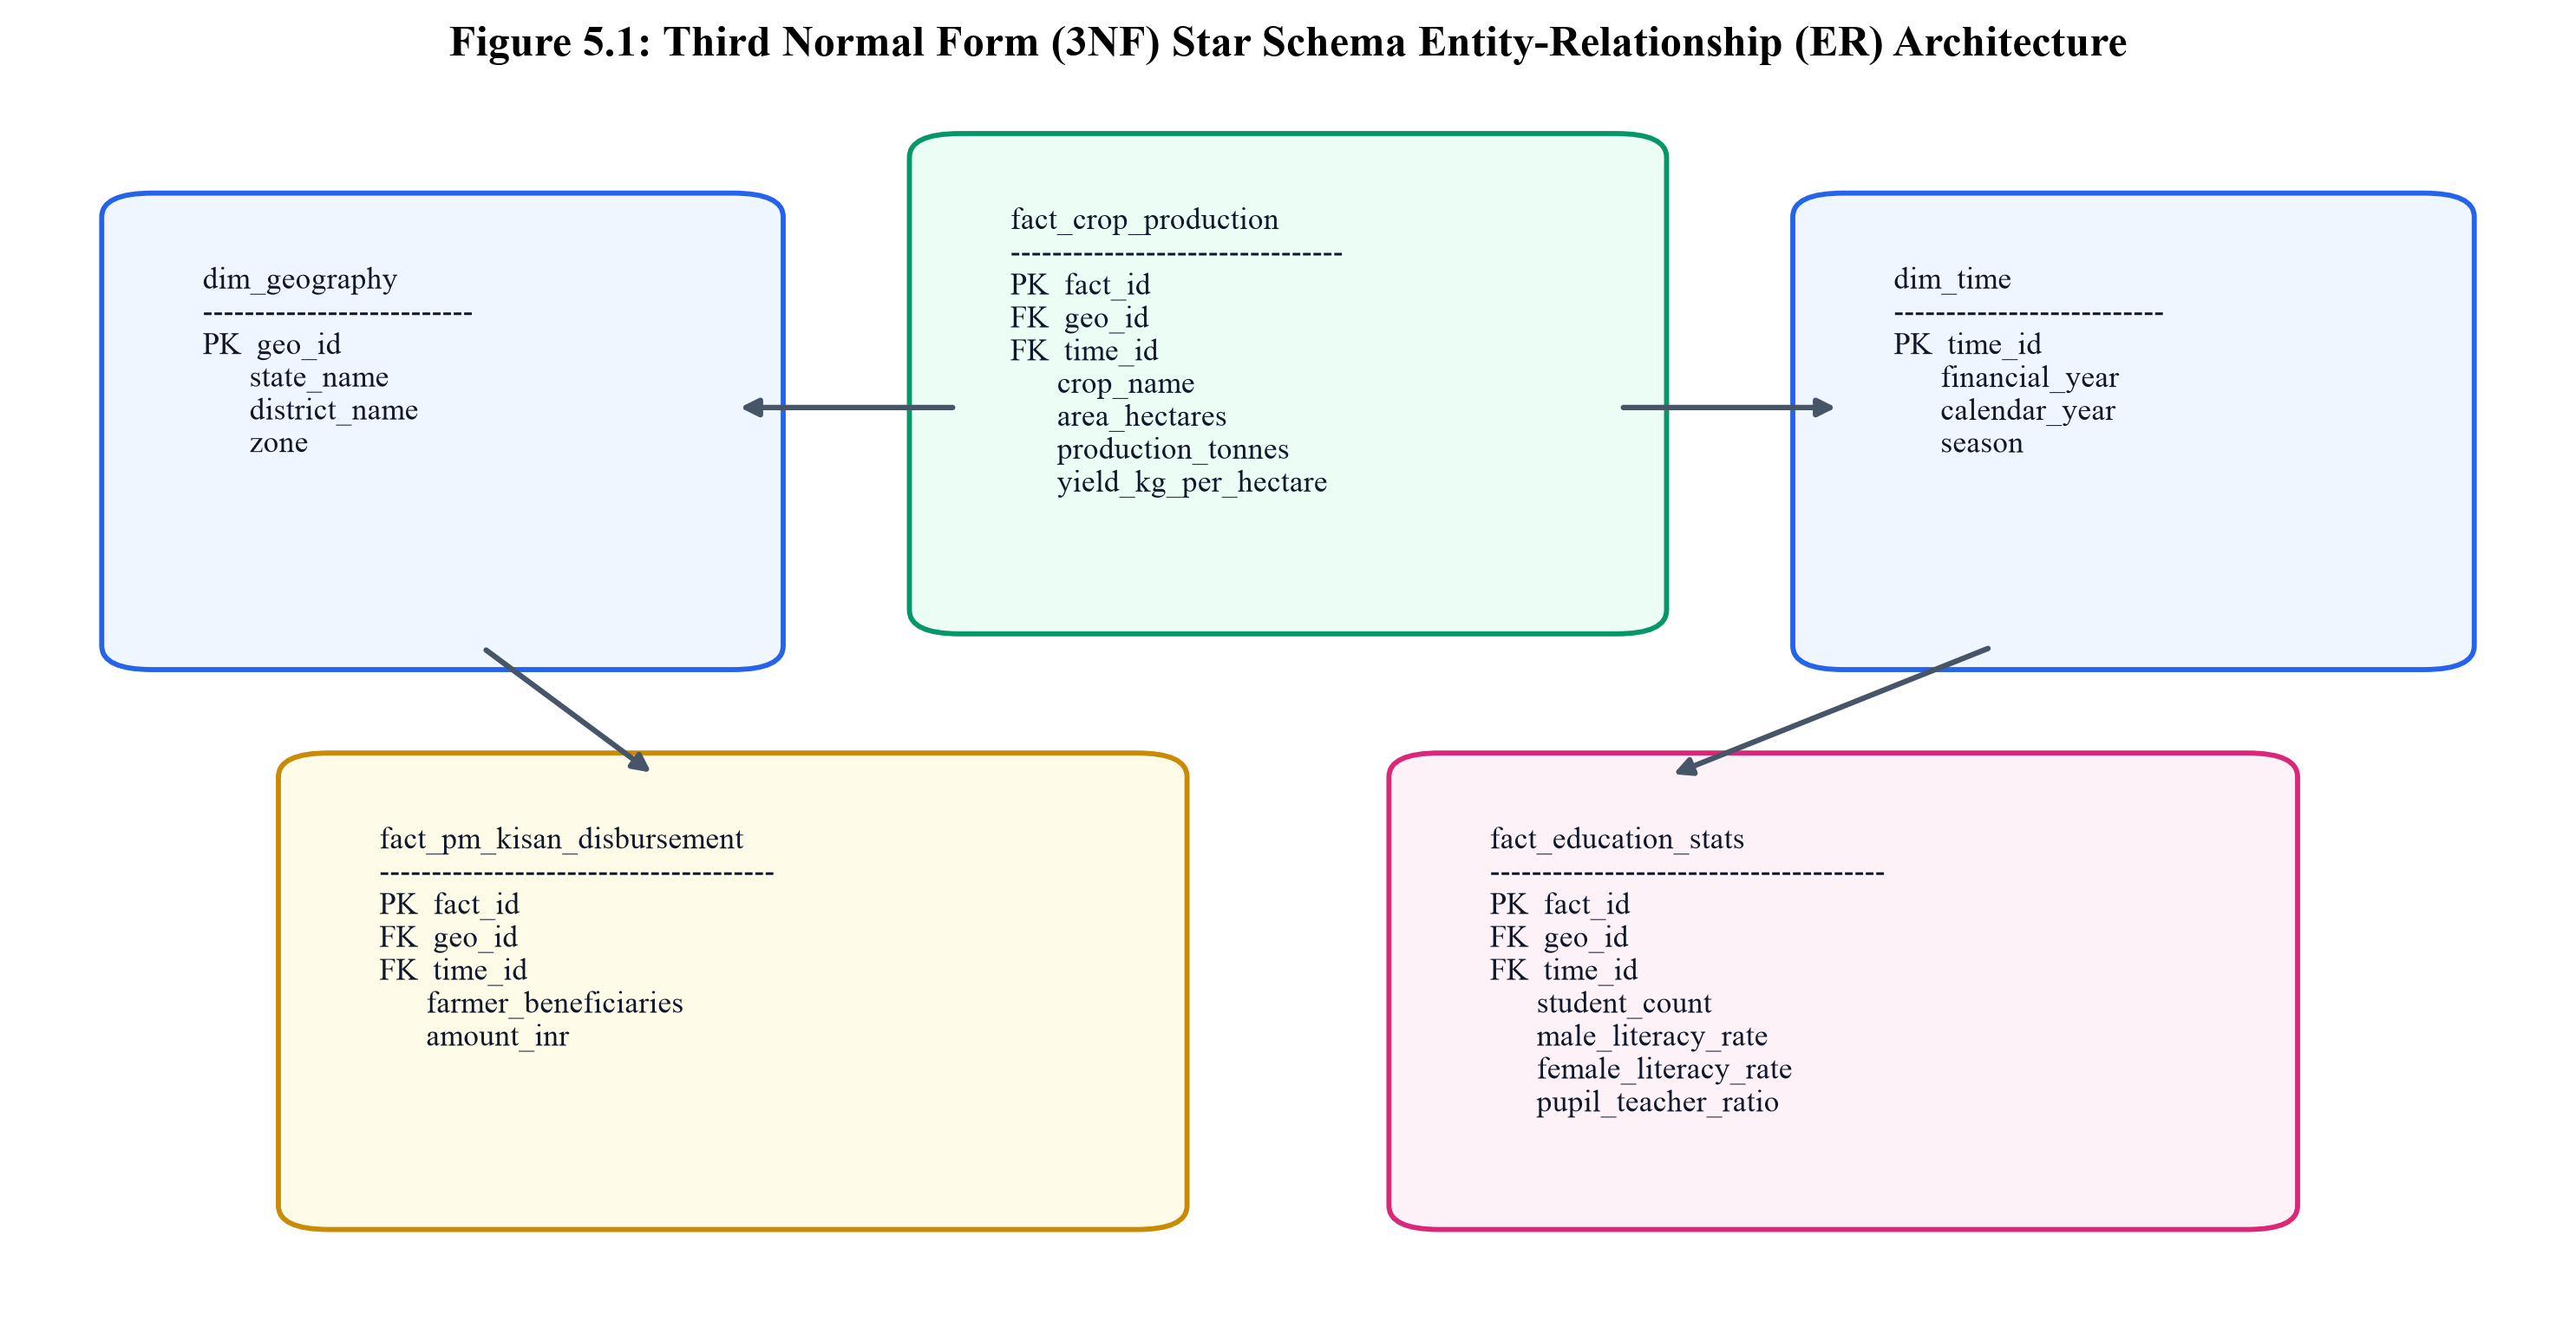 Figure 5.1: Third Normal Form (3NF) Star Schema Entity-Relationship (ER) Architecture
dim_geography
--------------------------
PK  geo_id
state_name
district_name
zone
fact_crop_production
--------------------------------
PK  fact_id
FK  geo_id
FK  time_id
crop_name
area_hectares
production_tonnes
yield_kg_per_hectare
dim_time
--------------------------
PK  time_id
financial_year
calendar_year
season
fact_pm_kisan_disbursement
--------------------------------------
PK  fact_id
FK  geo_id
FK  time_id
farmer_beneficiaries
amount_inr
fact_education_stats
--------------------------------------
PK  fact_id
FK  geo_id
FK  time_id
student_count
male_literacy_rate
female_literacy_rate
pupil_teacher_ratio